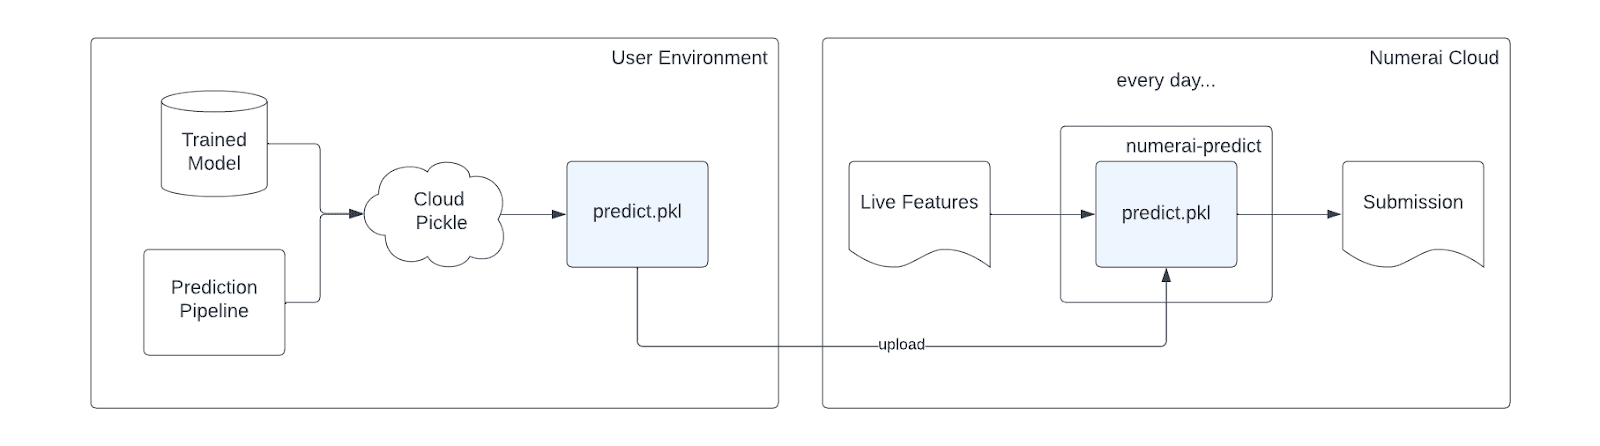 User Environment
Trained
Model
Cloud
Pickle
predict.pkl
Prediction
Pipeline
upload
Numerai Cloud
every day...
numerai-predict
Live Features
predict.pkl
Submission